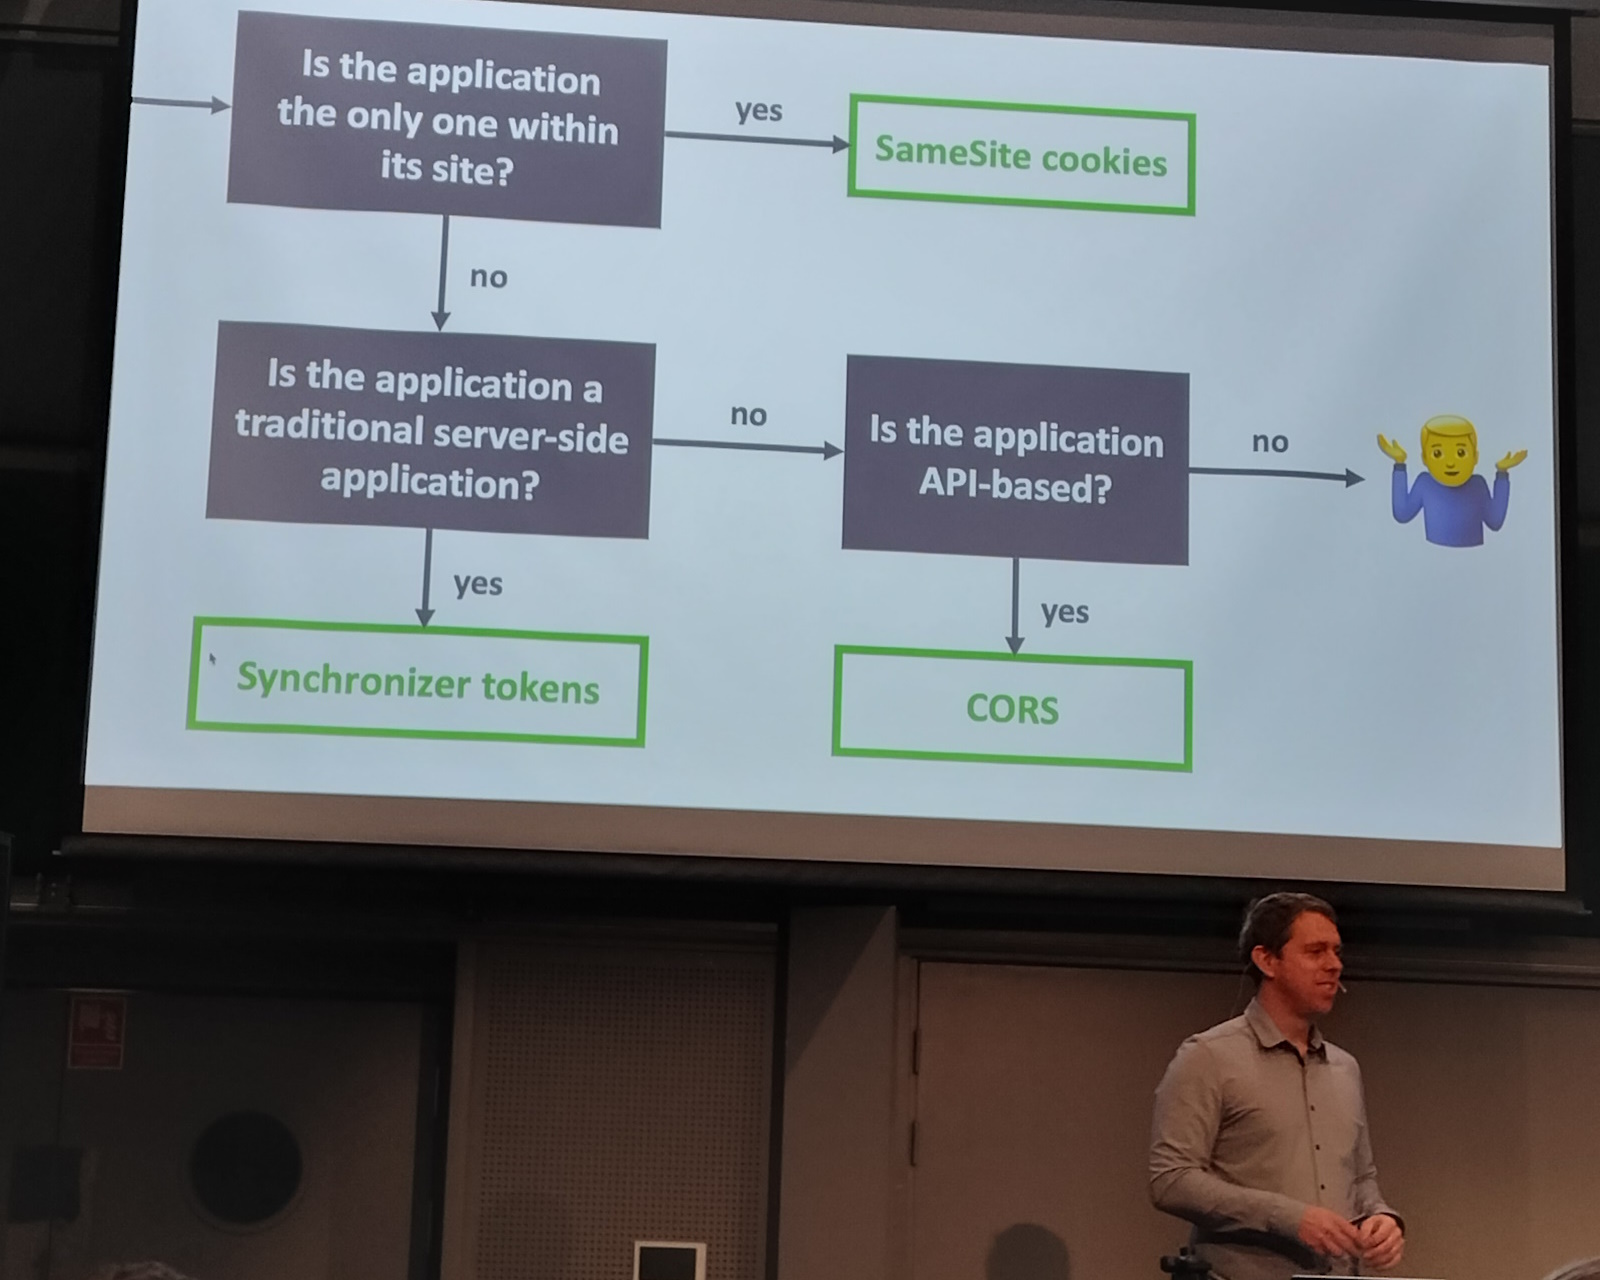 Is the application
the only one within
its site?
yes
SameSite cookies
no
Is the application a
traditional server-side
application?
no
Is the application
API-based?
no
yes
Synchronizer tokens
yes
CORS